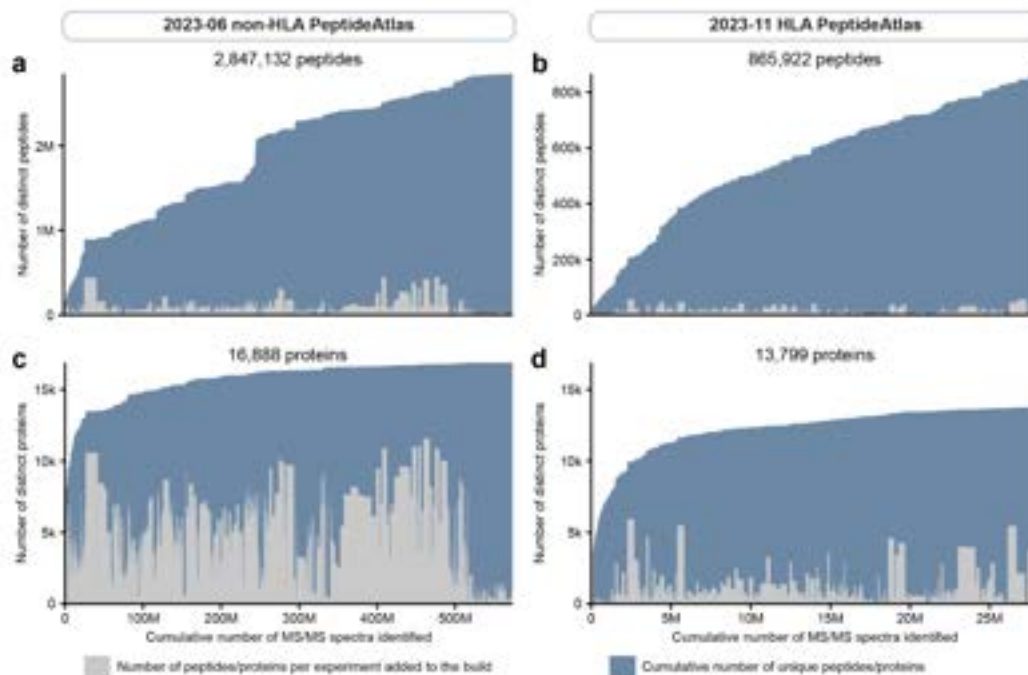 2023-06 non-HLA PeptideAtlas
2023-11 HLA PeptideAtlas
a
2,847,132 peptides
Number of distinct peptides
2M
1M
0
b
865,922 peptides
Number of distinct peptides
800k
600k
400k
200k
0
c
16,888 proteins
Number of distinct proteins
15k
10k
5k
0
0 100M 200M 300M 400M 500M
Cumulative number of MS/MS spectra identified
d
13,799 proteins
Number of distinct proteins
15k
10k
5k
0
0 5M 10M 15M 20M 25M
Cumulative number of MS/MS spectra identified
Number of peptides/proteins per experiment added to the build
Cumulative number of unique peptides/proteins